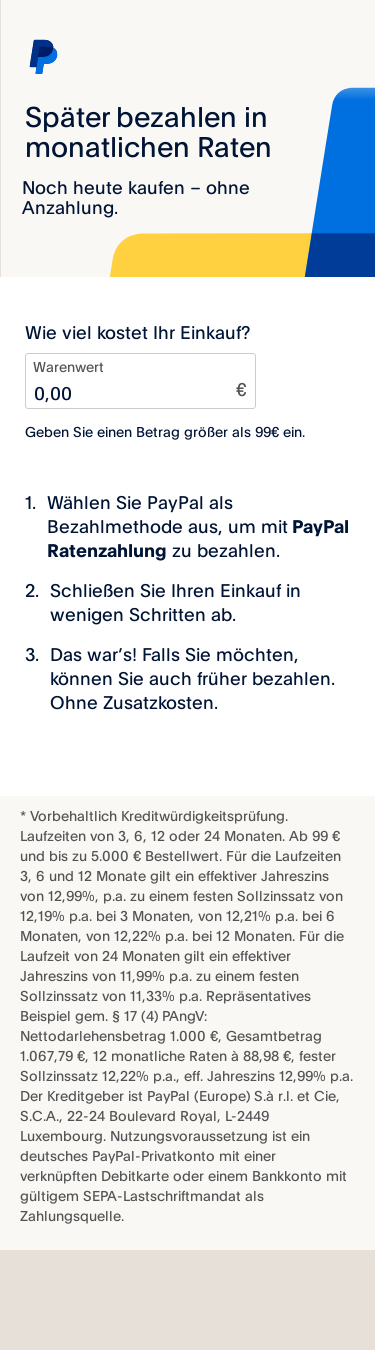 Später bezahlen in
monatlichen Raten
Noch heute kaufen – ohne
Anzahlung.
Wie viel kostet Ihr Einkauf?
Warenwert
0,00 €
Geben Sie einen Betrag größer als 99€ ein.
1. Wählen Sie PayPal als
Bezahlmethode aus, um mit PayPal
Ratenzahlung zu bezahlen.
2. Schließen Sie Ihren Einkauf in
wenigen Schritten ab.
3. Das war's! Falls Sie möchten,
können Sie auch früher bezahlen.
Ohne Zusatzkosten.
* Vorbehaltlich Kreditwürdigkeitsprüfung.
Laufzeiten von 3, 6, 12 oder 24 Monaten. Ab 99 €
und bis zu 5.000 € Bestellwert. Für die Laufzeiten
3, 6 und 12 Monate gilt ein effektiver Jahreszins
von 12,99%, p.a. zu einem festen Sollzinssatz von
12,19% p.a. bei 3 Monaten, von 12,21% p.a. bei 6
Monaten, von 12,22% p.a. bei 12 Monaten. Für die
Laufzeit von 24 Monaten gilt ein effektiver
Jahreszins von 11,99% p.a. zu einem festen
Sollzinssatz von 11,33% p.a. Repräsentatives
Beispiel gem. § 17 (4) PAngV:
Nettodarlehensbetrag 1.000 €, Gesamtbetrag
1.067,79 €, 12 monatliche Raten à 88,98 €, fester
Sollzinssatz 12,22% p.a., eff. Jahreszins 12,99% p.a.
Der Kreditgeber ist PayPal (Europe) S.à r.l. et Cie,
S.C.A., 22-24 Boulevard Royal, L-2449
Luxembourg. Nutzungsvoraussetzung ist ein
deutsches PayPal-Privatkonto mit einer
verknüpften Debitkarte oder einem Bankkonto mit
gültigem SEPA-Lastschriftmandat als
Zahlungsquelle.